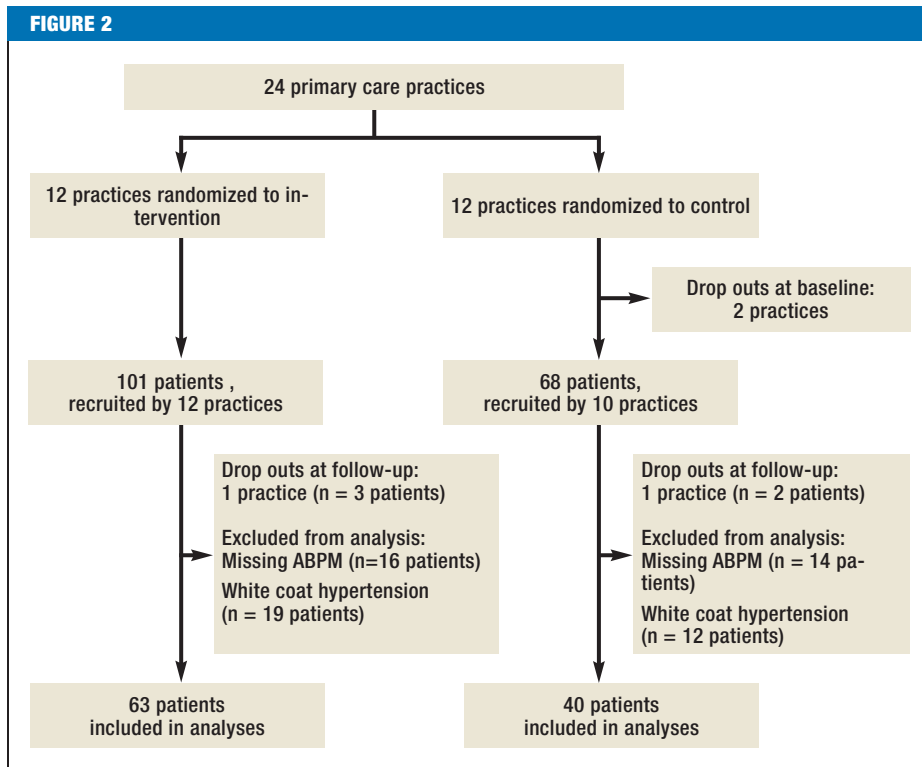 FIGURE 2
24 primary care practices
12 practices randomized to in-
tervention
12 practices randomized to control
Drop outs at baseline:
2 practices
101 patients ,
recruited by 12 practices
68 patients,
recruited by 10 practices
Drop outs at follow-up:
1 practice (n = 3 patients)
Excluded from analysis:
Missing ABPM (n=16 patients)
White coat hypertension
(n = 19 patients)
Drop outs at follow-up:
1 practice (n = 2 patients)
Excluded from analysis:
Missing ABPM (n = 14 pa-
tients)
White coat hypertension
(n = 12 patients)
63 patients
included in analyses
40 patients
included in analyses